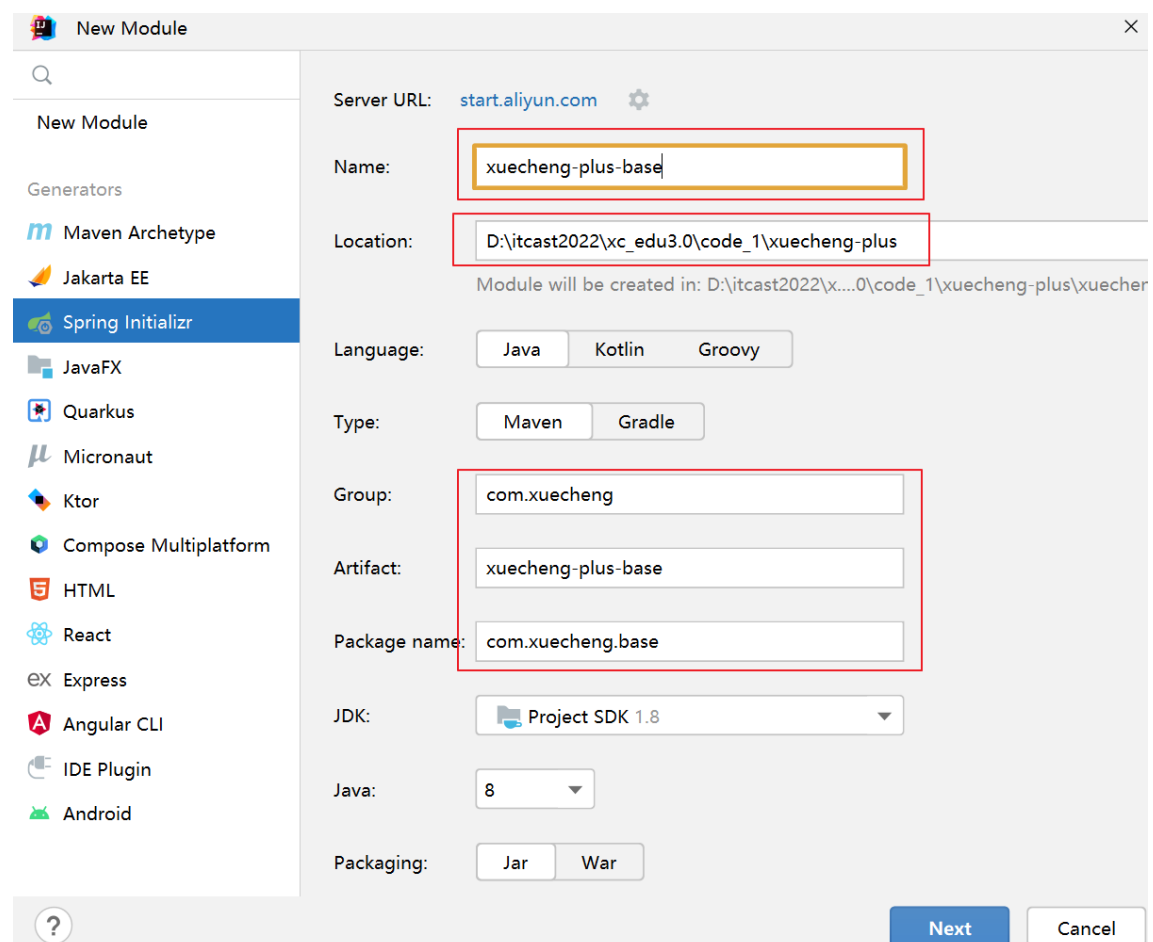 New Module
New Module
Generators
Maven Archetype
Jakarta EE
Spring Initializr
JavaFX
Quarkus
Micronaut
Ktor
Compose Multiplatform
HTML
React
Express
Angular CLI
IDE Plugin
Android
Server URL: start.aliyun.com
Name: xuecheng-plus-base
Location: D:\itcast2022\xc_edu3.0\code_1\xuecheng-plus
Module will be created in: D:\itcast2022\x....0\code_1\xuecheng-plus\xuecher
Language: Java Kotlin Groovy
Type: Maven Gradle
Group: com.xuecheng
Artifact: xuecheng-plus-base
Package name: com.xuecheng.base
JDK: Project SDK 1.8
Java: 8
Packaging: Jar War
? Next Cancel